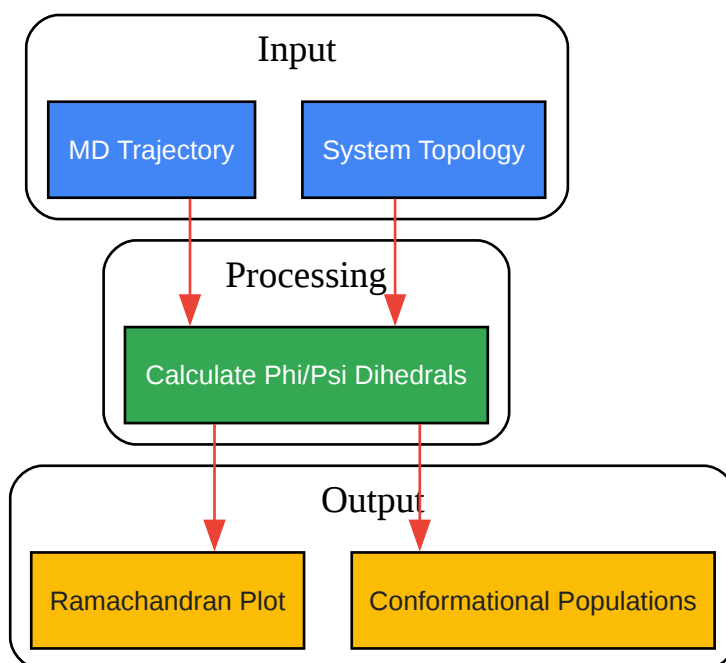 Input
MD Trajectory
System Topology
Processing
Calculate Phi/Psi Dihedrals
Output
Ramachandran Plot
Conformational Populations